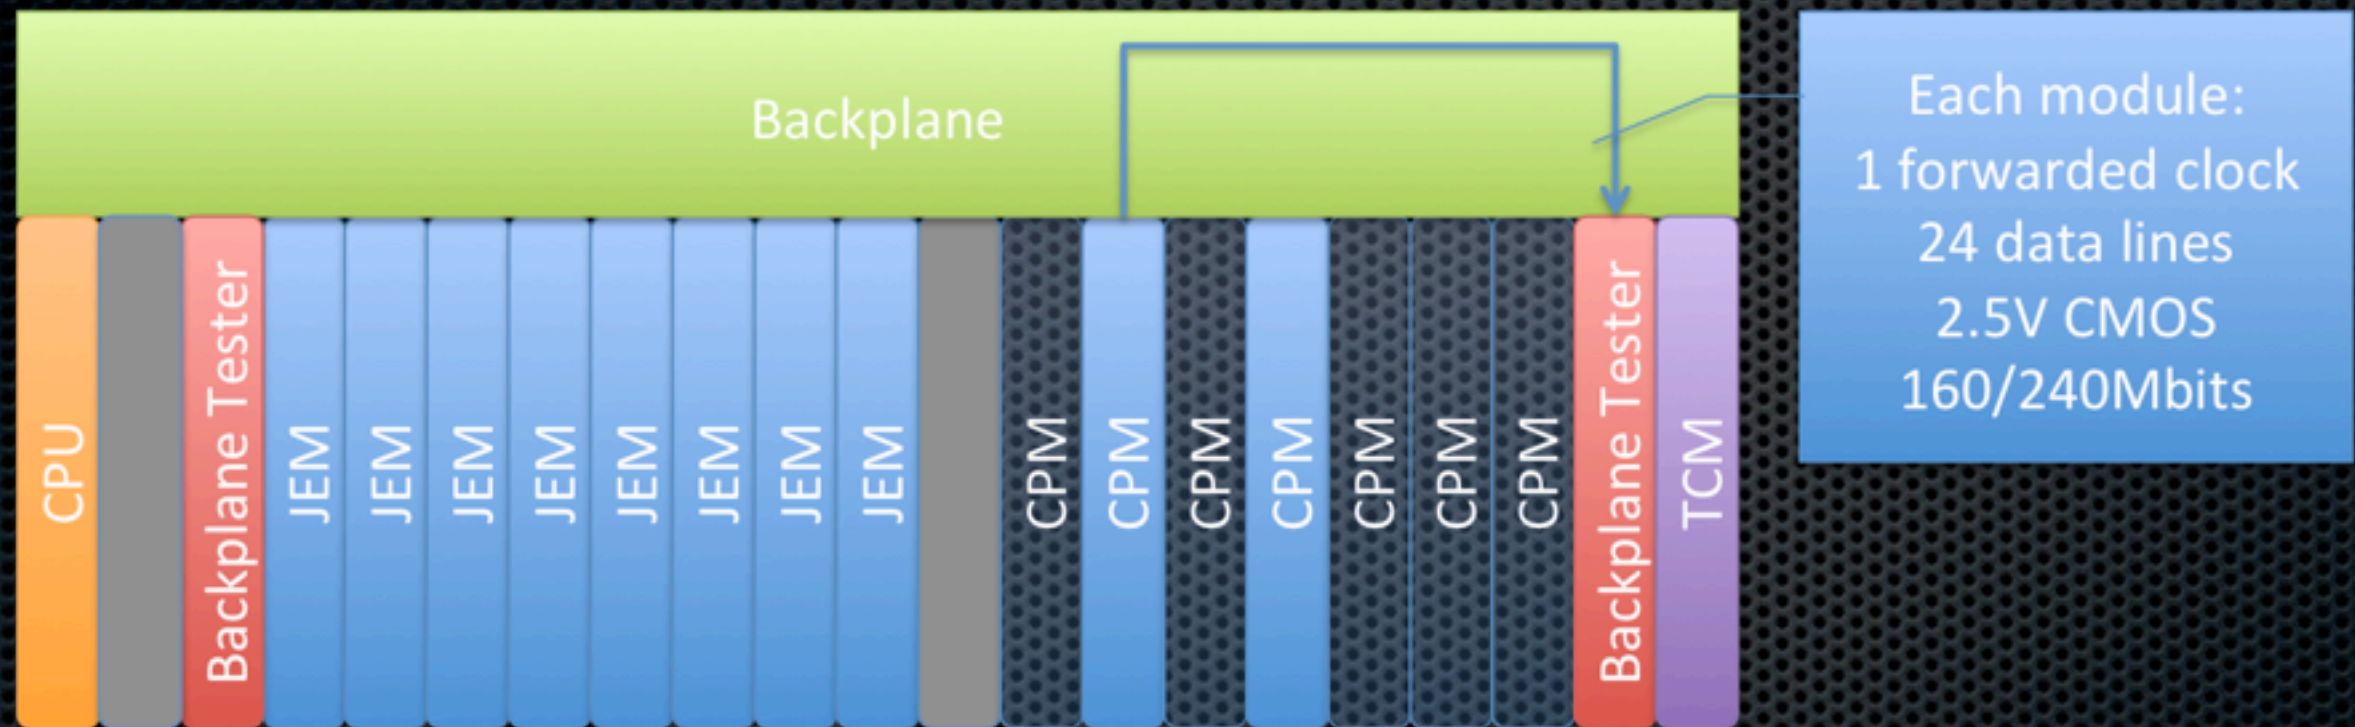 Backplane
Each module:
1 forwarded clock
24 data lines
2.5V CMOS
160/240Mbits
CPU
Backplane Tester
JEM
JEM
JEM
JEM
JEM
JEM
JEM
JEM
CPM
CPM
CPM
CPM
CPM
CPM
CPM
Backplane Tester
TCM